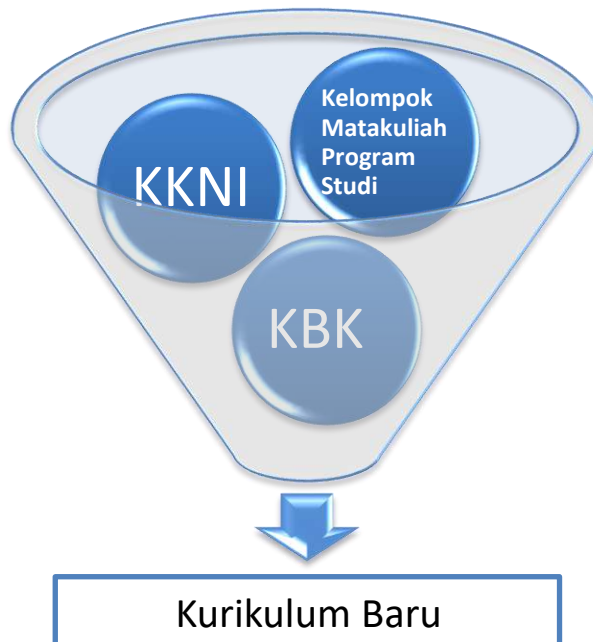 KKNI
Kelompok
Matakuliah
Program
Studi
KBK
Kurikulum Baru